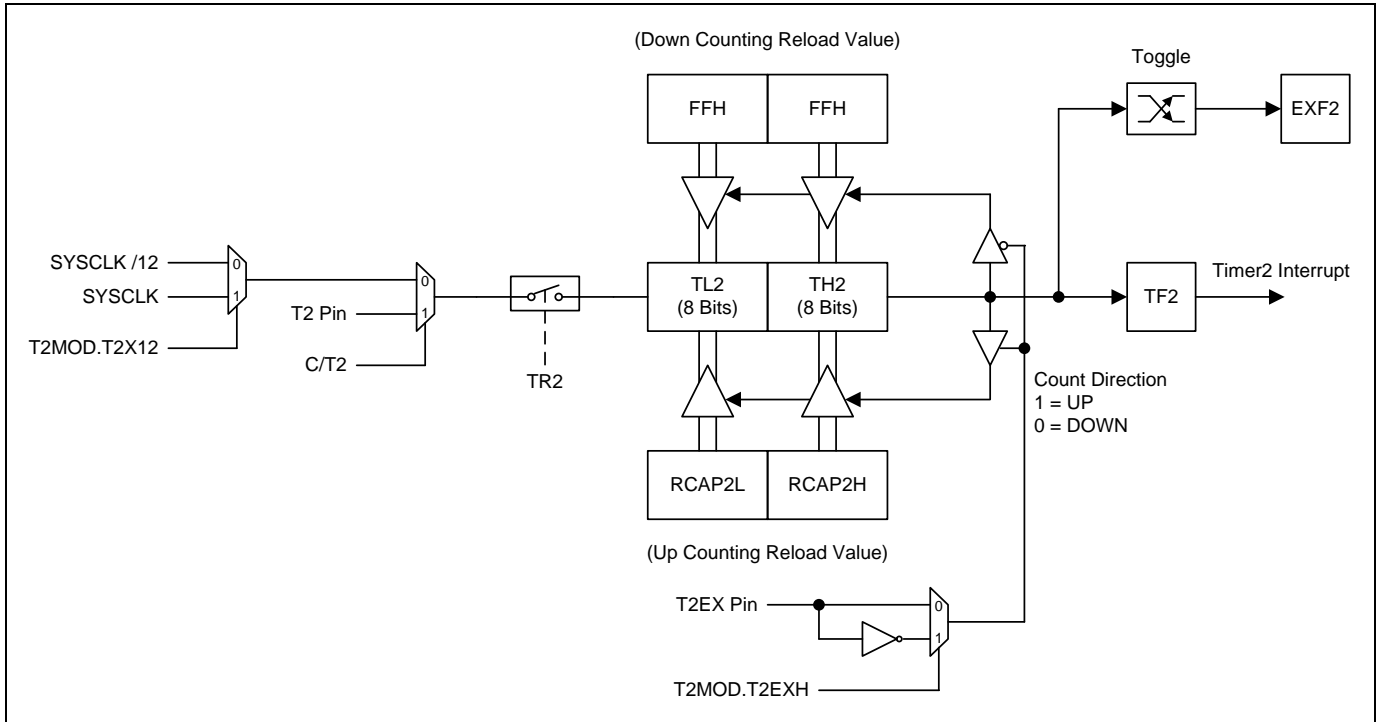 (Down Counting Reload Value)
Toggle
FFH
FFH
EXF2
SYSCLK /12
0
SYSCLK
1
T2MOD.T2X12
0
T2 Pin
1
C/T2
TR2
TL2
(8 Bits)
TH2
(8 Bits)
TF2
Timer2 Interrupt
Count Direction
1 = UP
0 = DOWN
RCAP2L
RCAP2H
(Up Counting Reload Value)
T2EX Pin
0
1
T2MOD.T2EXH